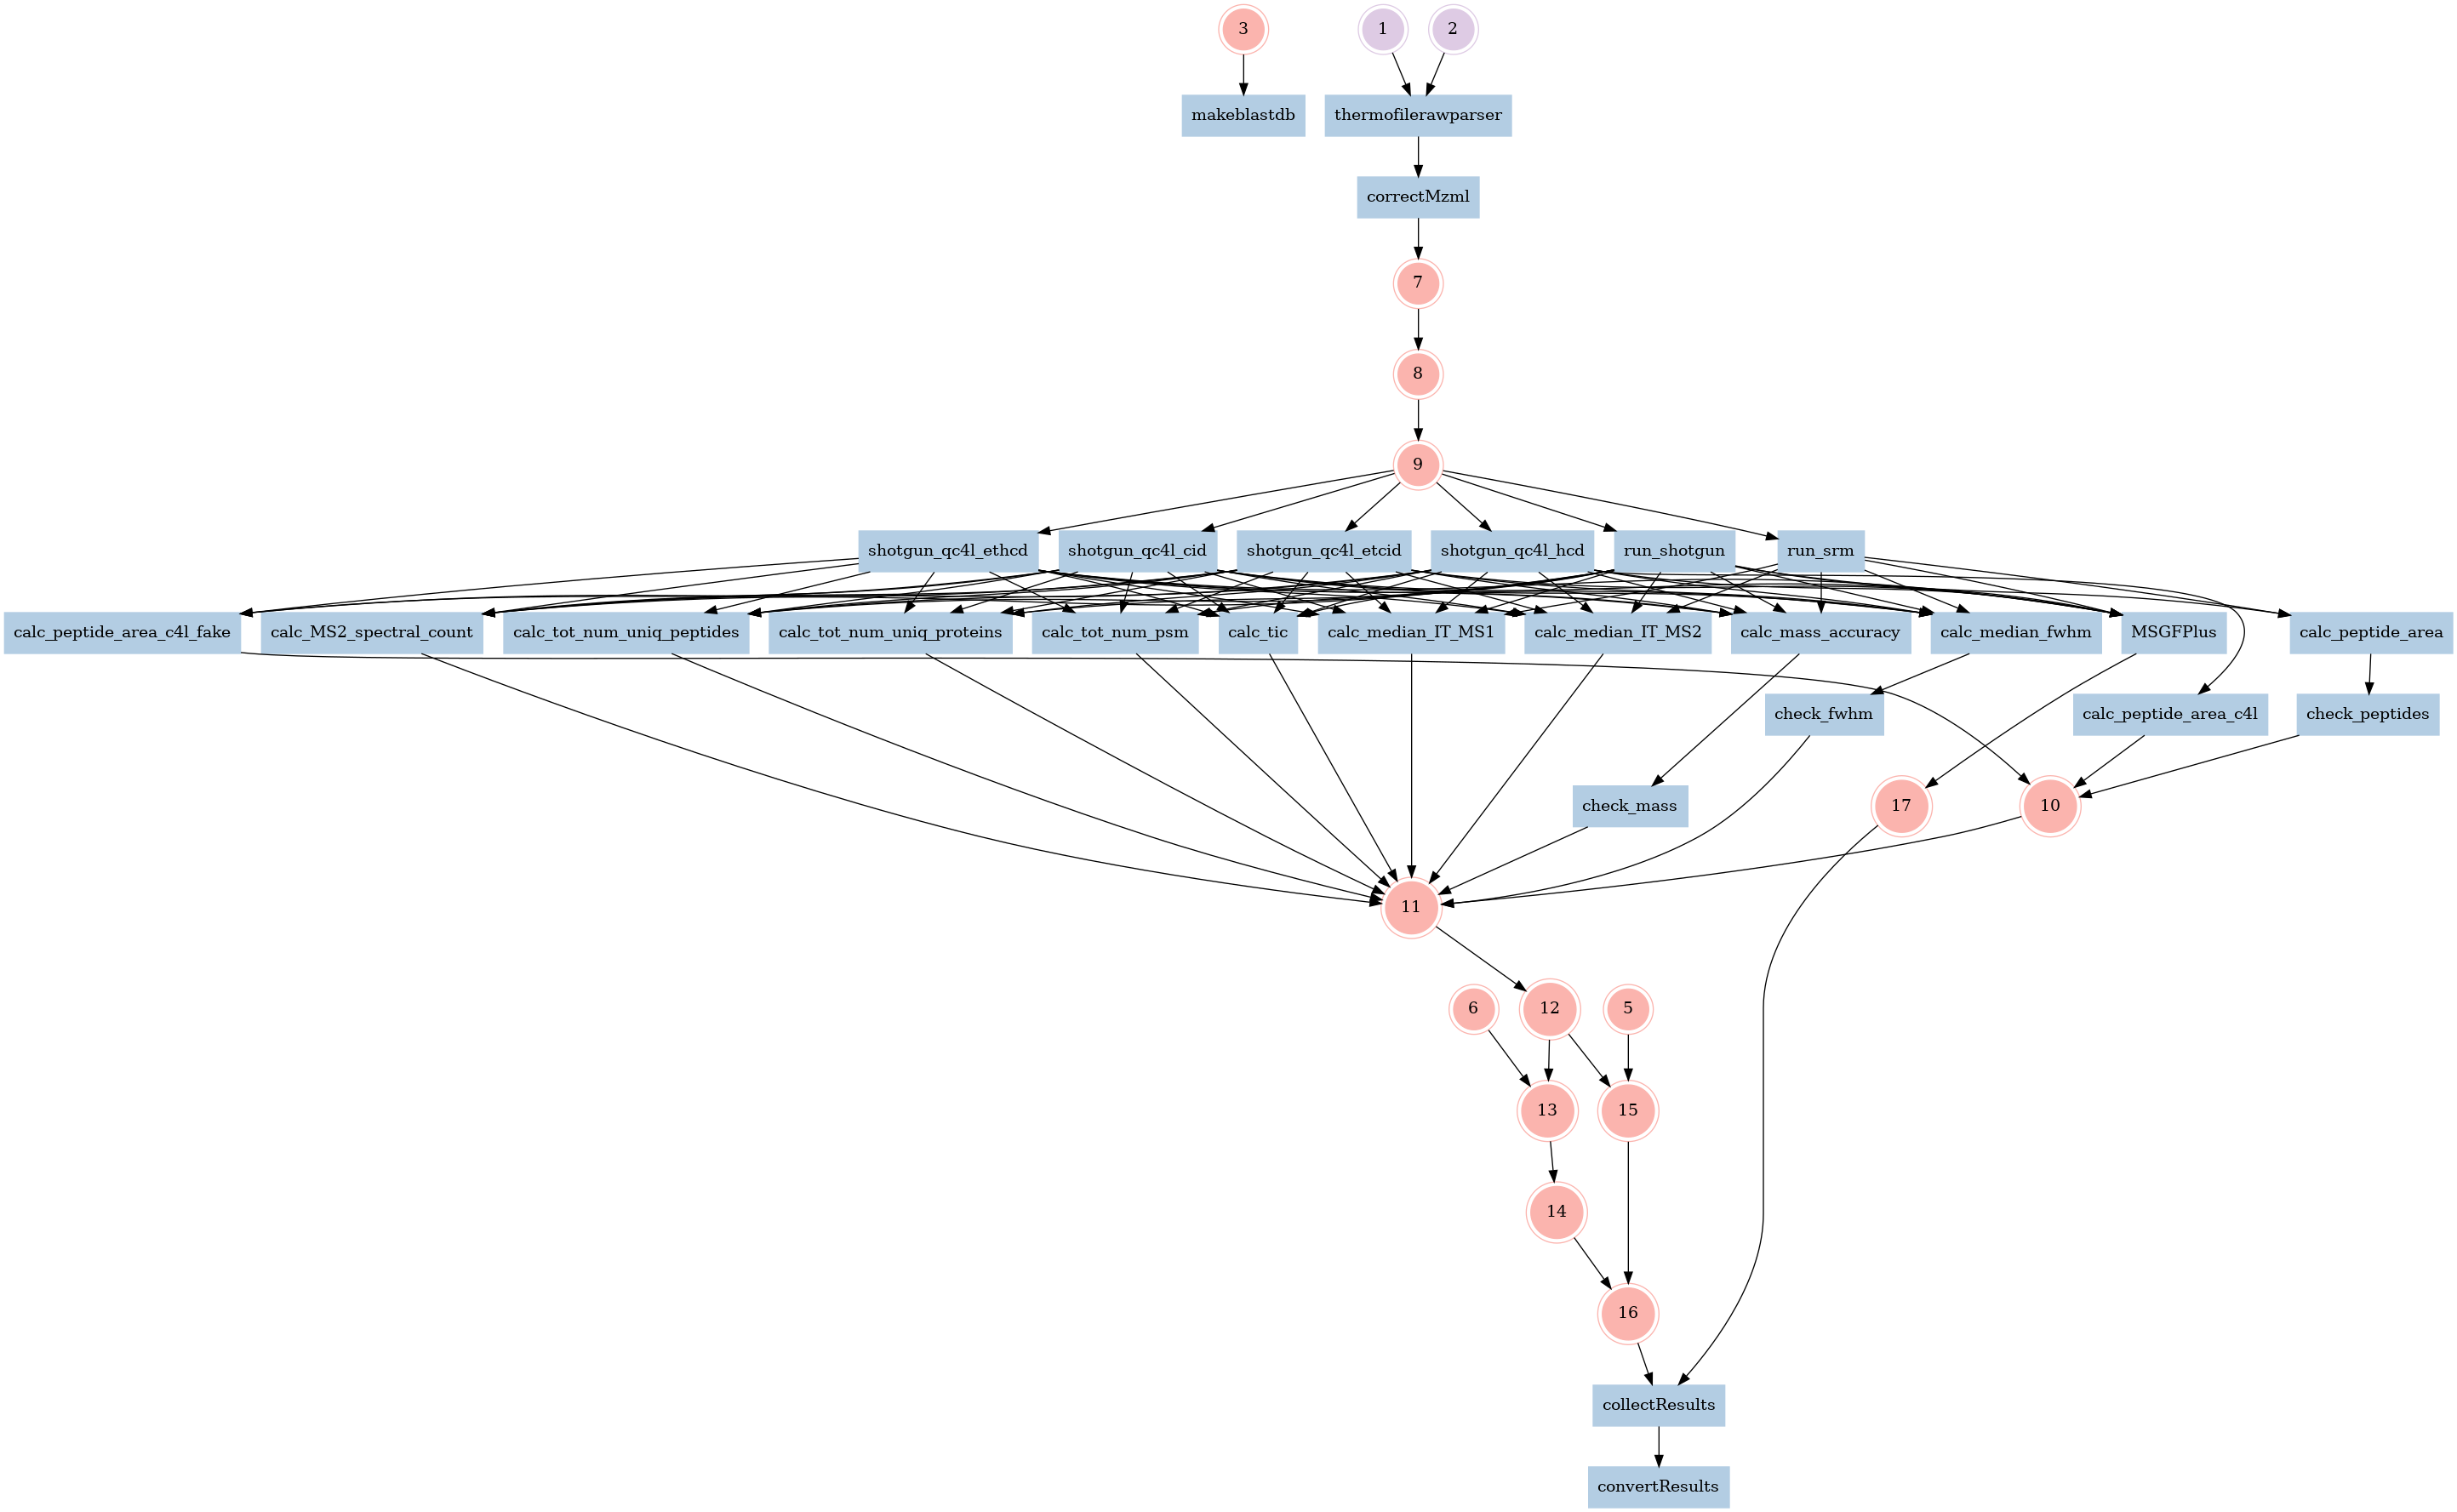 3
1
2
makeblastdb
thermofilerawparser
correctMzml
7
8
9
shotgun_qc4l_ethcd
shotgun_qc4l_cid
shotgun_qc4l_etcid
shotgun_qc4l_hcd
run_shotgun
run_srm
calc_peptide_area_c4l_fake
calc_MS2_spectral_count
calc_tot_num_uniq_peptides
calc_tot_num_uniq_proteins
calc_tot_num_psm
calc_tic
calc_median_IT_MS1
calc_median_IT_MS2
calc_mass_accuracy
calc_median_fwhm
MSGFPlus
calc_peptide_area
check_fwhm
calc_peptide_area_c4l
check_peptides
check_mass
17
10
11
6
12
5
13
15
14
16
collectResults
convertResults